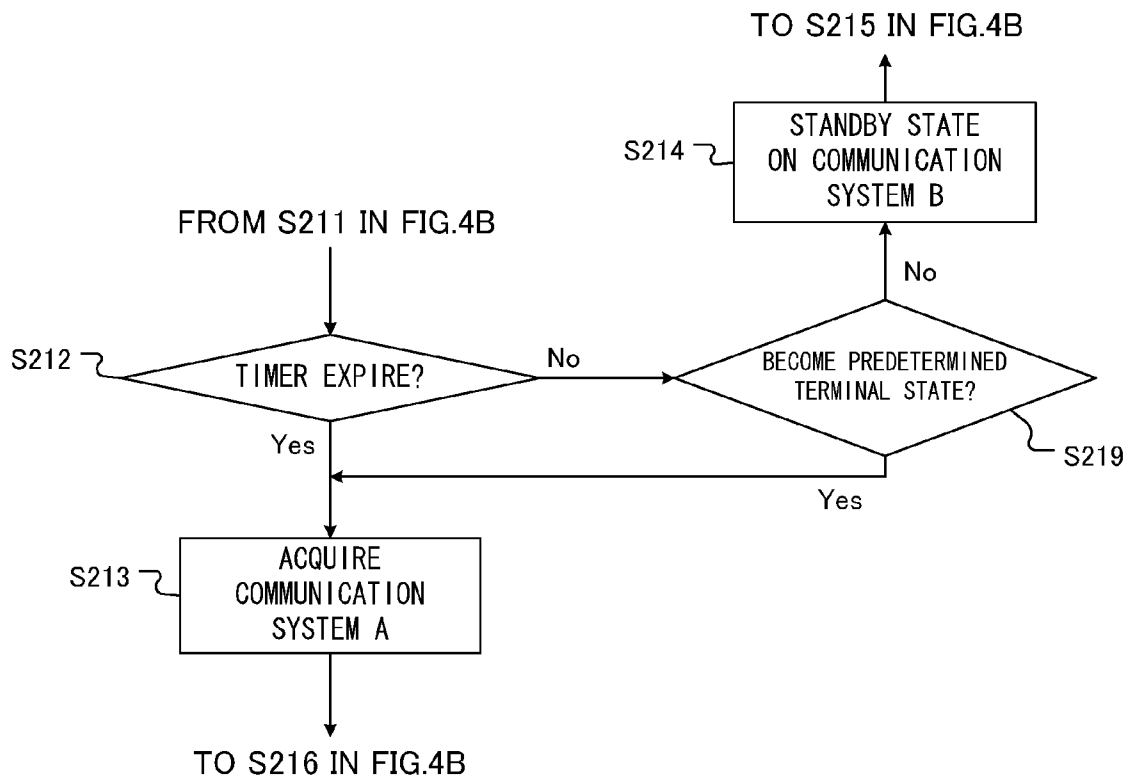 TO S215 IN FIG.4B
STANDBY STATE
ON COMMUNICATION
SYSTEM B
S214
FROM S211 IN FIG.4B
No
S212
TIMER EXPIRE?
No
BECOME PREDETERMINED
TERMINAL STATE?
Yes
S219
Yes
ACQUIRE
COMMUNICATION
SYSTEM A
S213
TO S216 IN FIG.4B